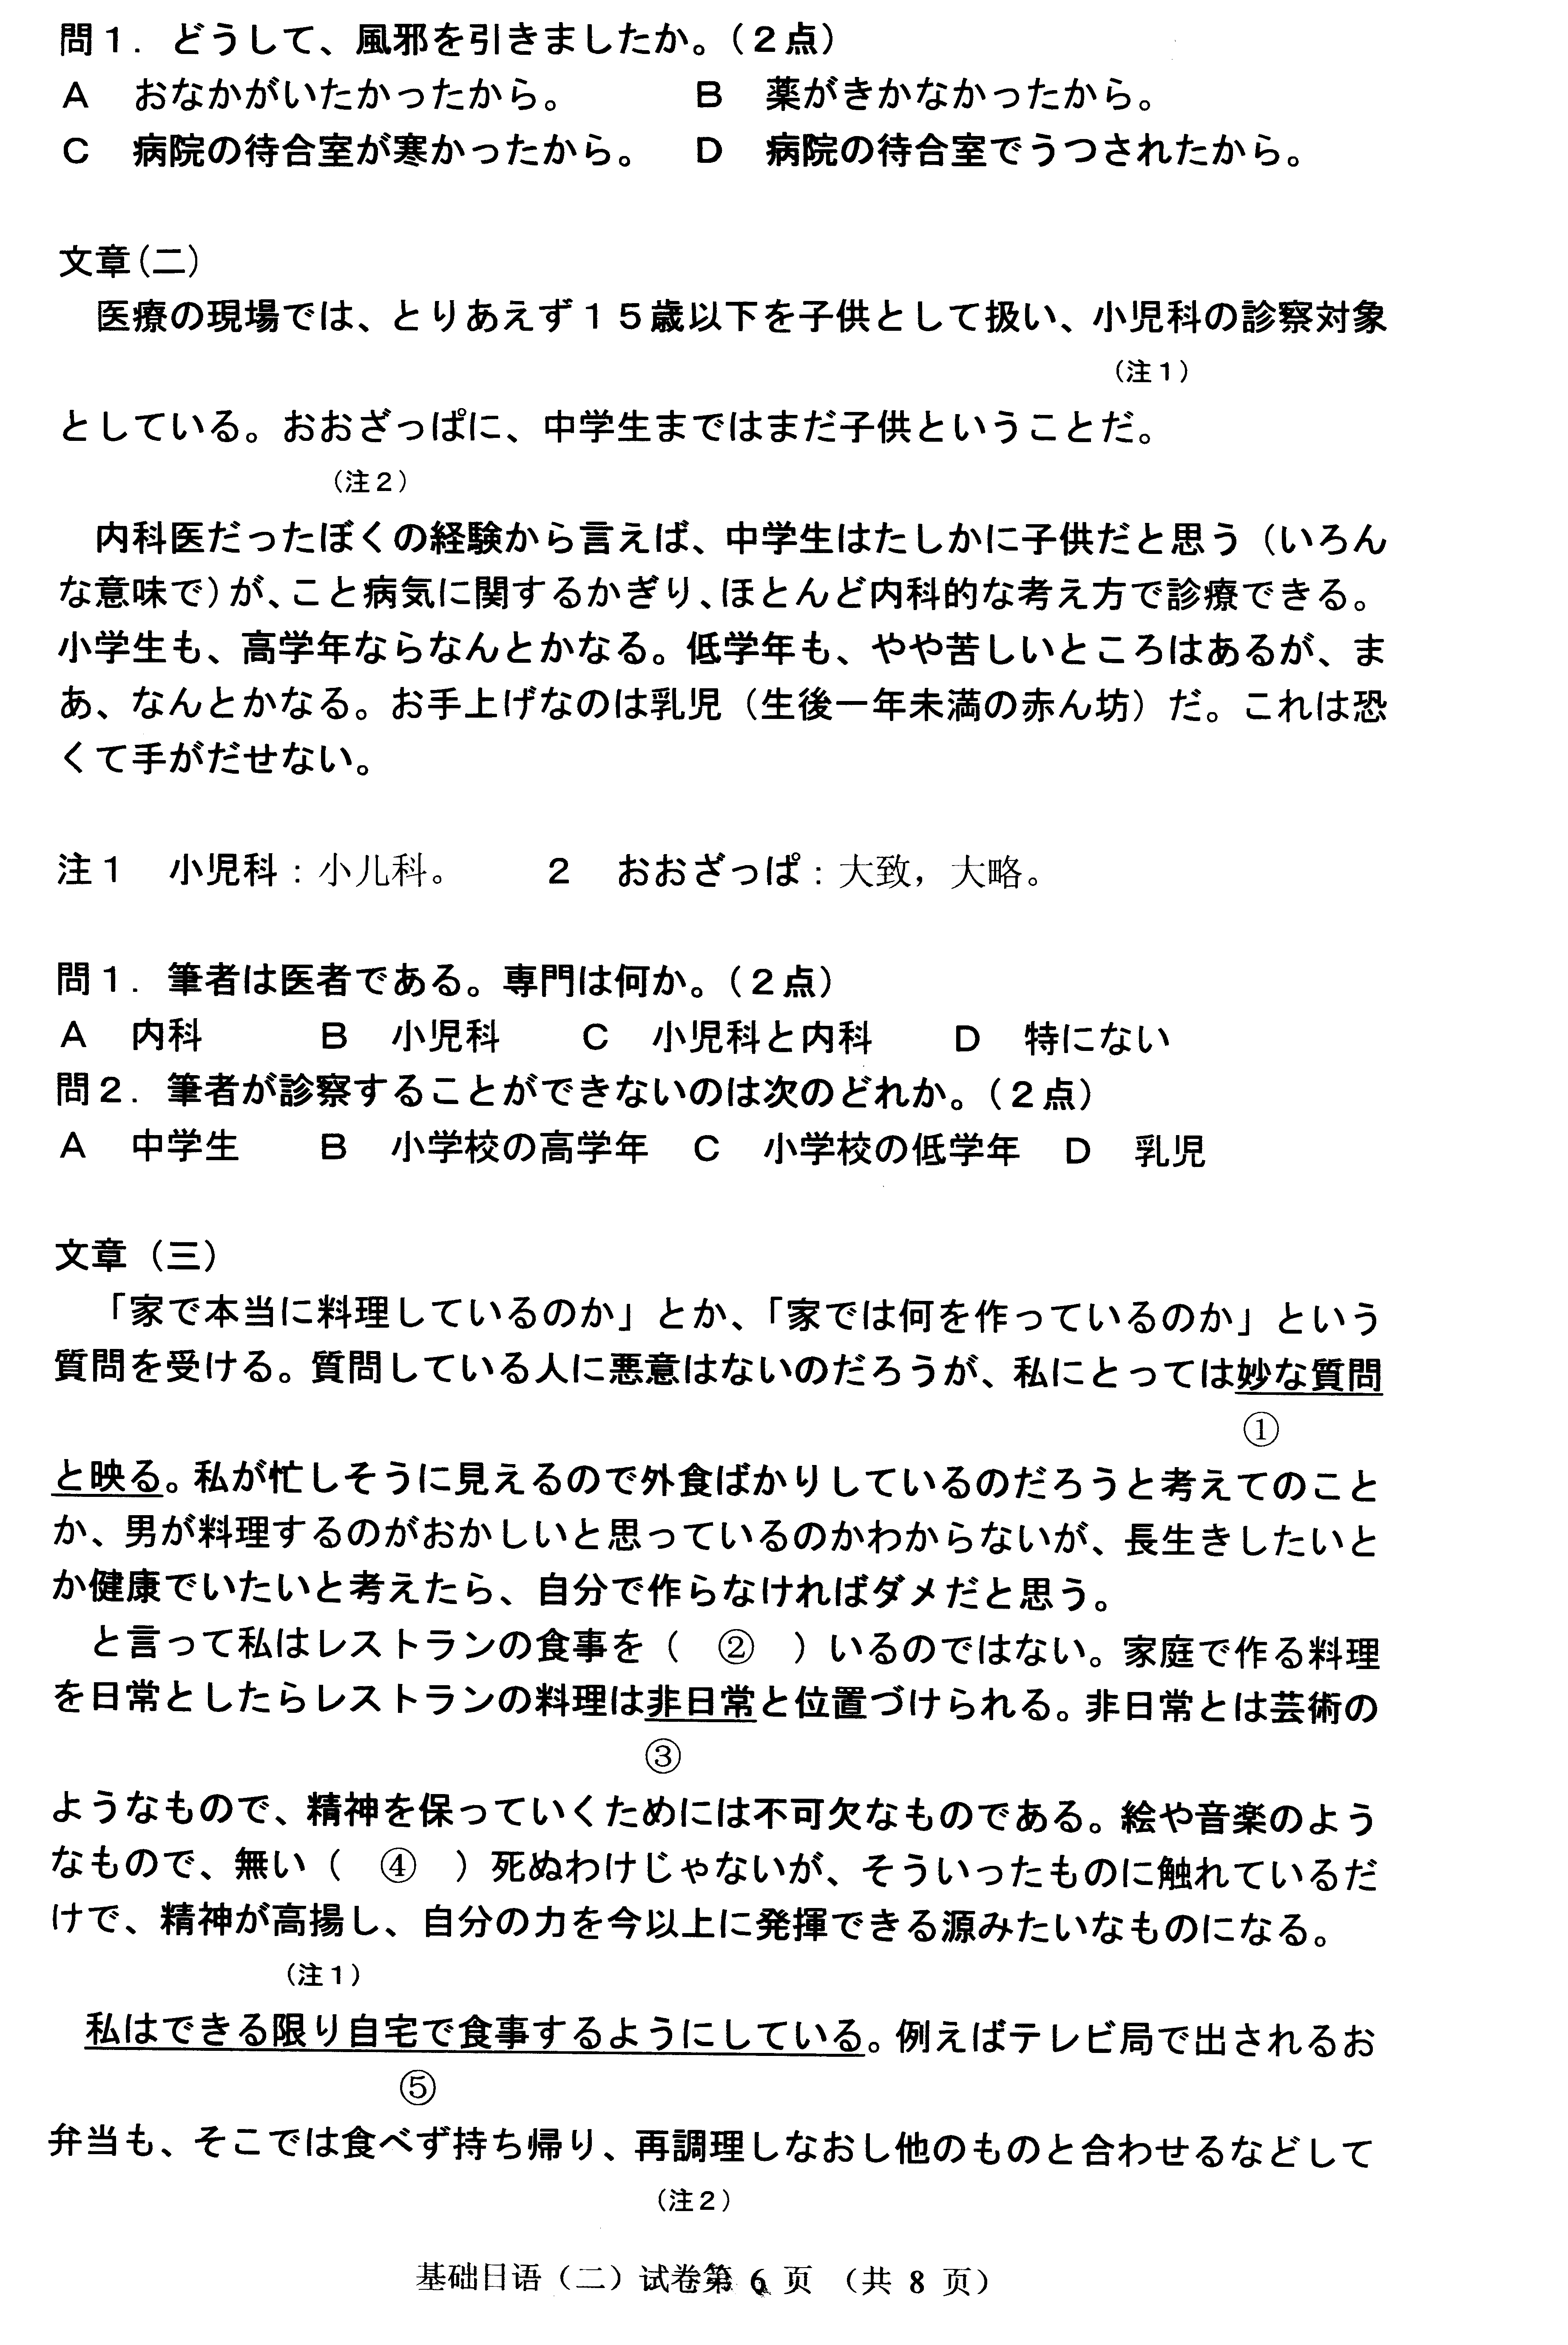 問１．どうして、風邪を引きましたか。（２点）
A　おなかがいたかったから。　　　B　薬がきかなかったから。
C　病院の待合室が寒かったから。　D　病院の待合室でうつされたから。
文章（二）
医療の現場では、とりあえず１５歳以下を子供として扱い、小児科の診察対象
（注１）
としている。おおざっぱに、中学生まではまだ子供ということだ。
（注２）
内科医だったぼくの経験から言えば、中学生はたしかに子供だと思う（いろん
な意味で）が、こと病気に関するかぎり、ほとんど内科的な考え方で診療できる。
小学生も、高学年ならなんとかなる。低学年も、やや苦しいところはあるが、ま
あ、なんとかなる。お手上げなのは乳児（生後一年未満の赤ん坊）だ。これは恐
くて手がだせない。
注１　小児科：小儿科。　　２　おおざっぱ：大致，大略。
問１．筆者は医者である。専門は何か。（２点）
A　内科　　　B　小児科　　C　小児科と内科　　D　特にない
問２．筆者が診察することができないのは次のどれか。（２点）
A　中学生　　B　小学校の高学年　C　小学校の低学年　D　乳児
文章（三）
「家で本当に料理しているのか」とか、「家では何を作っているのか」という
質問を受ける。質問している人に悪意はないのだろうが、私にとっては妙な質問
①
と映る。私が忙しそうに見えるので外食ばかりしているのだろうと考えてのこと
か、男が料理するのがおかしいと思っているのかわからないが、長生きしたいと
か健康でいたいと考えたら、自分で作らなければダメだと思う。
と言って私はレストランの食事を（　②　）いるのではない。家庭で作る料理
を日常としたらレストランの料理は非日常と位置づけられる。非日常とは芸術の
③
ようなもので、精神を保っていくためには不可欠なものである。絵や音楽のよう
なもので、無い（　④　）死ぬわけじゃないが、そういったものに触れているだ
けで、精神が高揚し、自分の力を今以上に発揮できる源みたいなものになる。
（注１）
私はできる限り自宅で食事するようにしている。例えばテレビ局で出されるお
⑤
弁当も、そこでは食べず持ち帰り、再調理しなおし他のものと合わせるなどして
（注２）
基础日语（二）试卷第 6 页 （共 8 页）